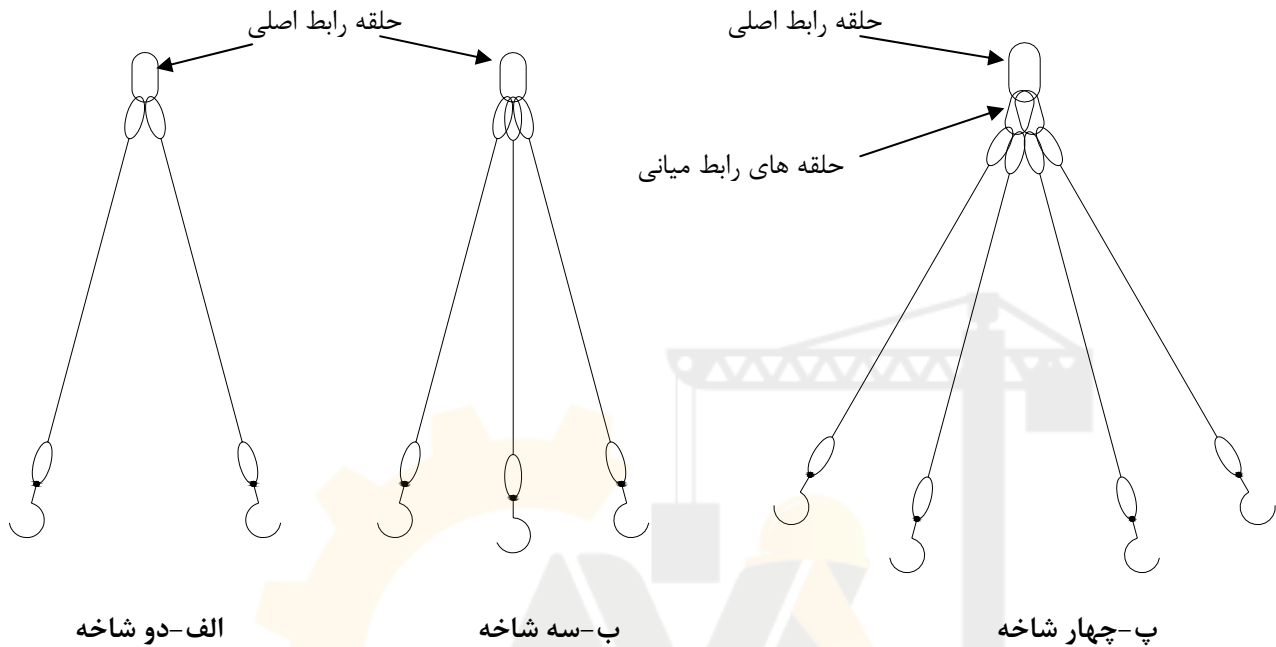 حلقه رابط اصلی
حلقه رابط اصلی
حلقه های رابط میانی
الف-دو شاخه
ب-سه شاخه
پ-چهار شاخه